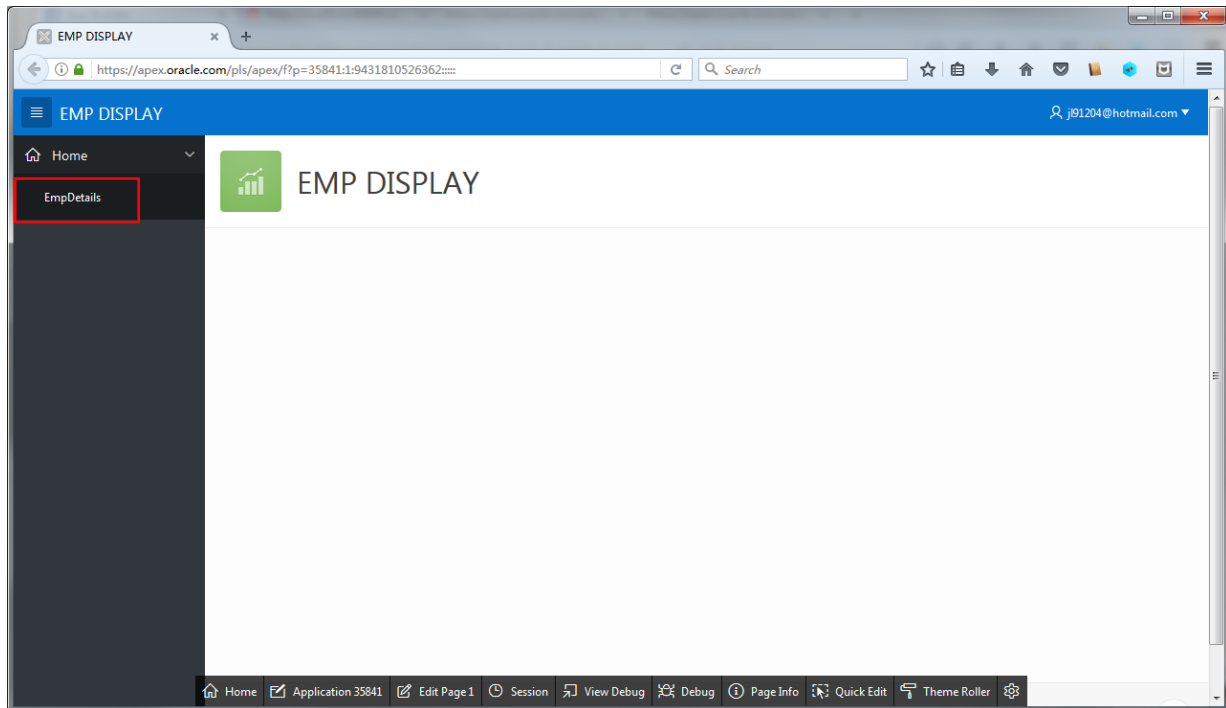 EMP DISPLAY
https://apex.oracle.com/pls/apex/f?p=35841:1:9431810526362:::::
Search
EMP DISPLAY
jl91204@hotmail.com
Home
EmpDetails
EMP DISPLAY
Home
Application 35841
Edit Page 1
Session
View Debug
Debug
Page Info
Quick Edit
Theme Roller